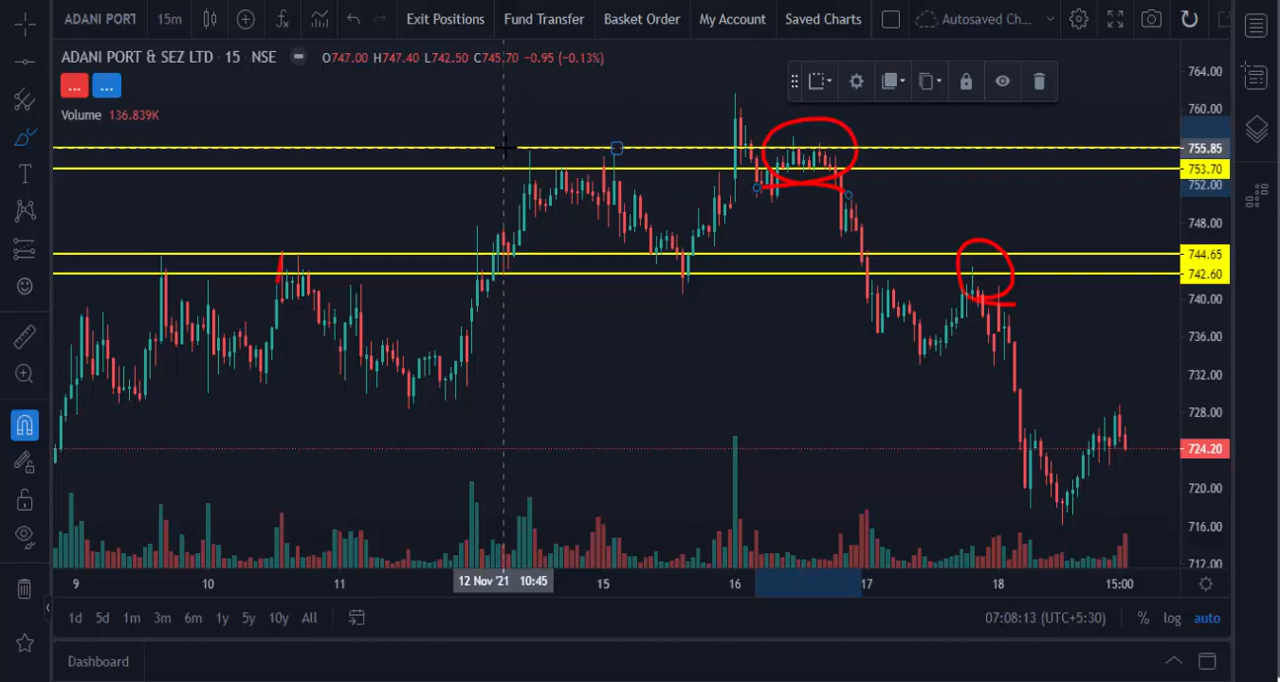 ADANI PORT 15m Exit Positions Fund Transfer Basket Order My Account Saved Charts Autosaved Ch...
ADANI PORT & SEZ LTD · 15 NSE O747.00 H747.40 L742.50 C745.70 −0.95 (−0.13%)
... ...
Volume 136.839K
764.00
760.00
755.85
753.70
752.00
748.00
744.65
742.60
740.00
736.00
732.00
728.00
724.20
720.00
716.00
712.00
9 10 11 12 Nov '21 10:45 15 16 17 18 15:00
1d 5d 1m 3m 6m 1y 5y 10y All 07:08:13 (UTC+5:30) % log auto
Dashboard